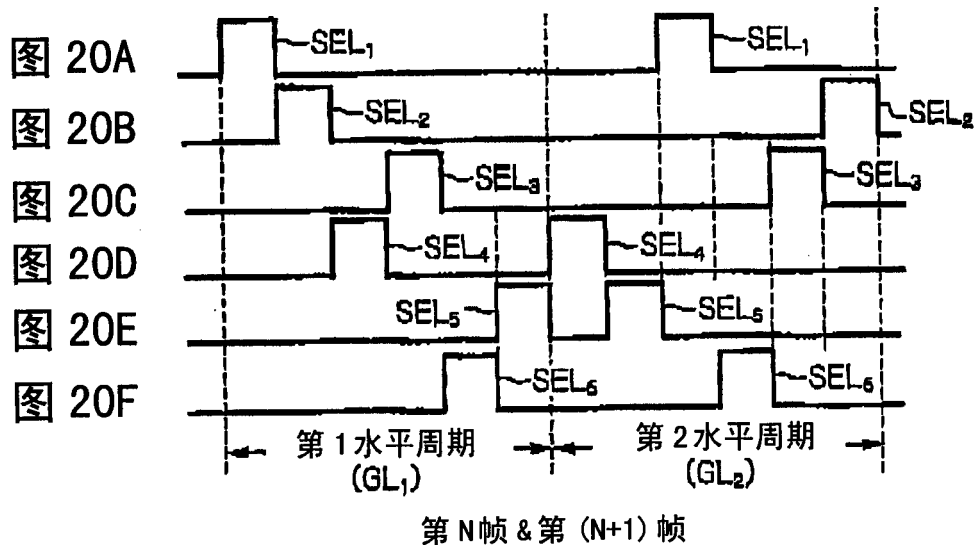 图 20A SEL₁ SEL₁
图 20B SEL₂ SEL₂
图 20C SEL₃ SEL₃
图 20D SEL₄ SEL₄
图 20E SEL₅ SEL₅
图 20F SEL₆ SEL₆
第1水平周期 第2水平周期
(GL₁) (GL₂)
第 N帧 & 第 (N+1) 帧